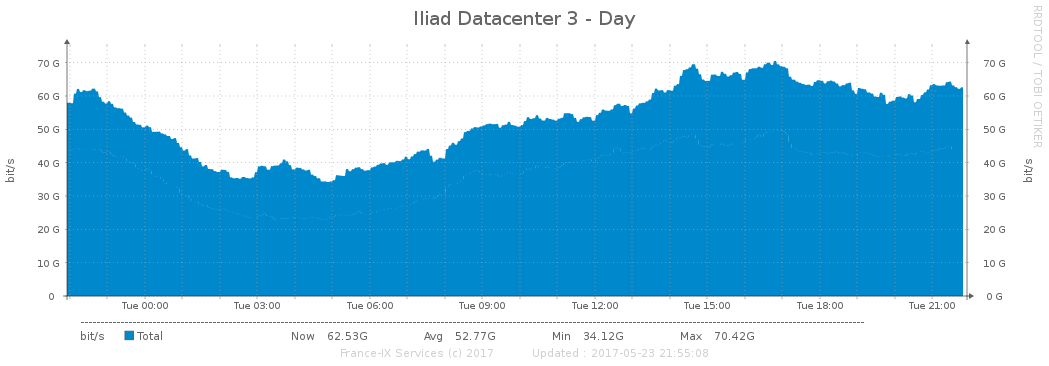 Iliad Datacenter 3 - Day
RRDTOOL / TOBI OETIKER
bit/s
bit/s
70 G 70 G
60 G 60 G
50 G 50 G
40 G 40 G
30 G 30 G
20 G 20 G
10 G 10 G
0 0 G
Tue 00:00 Tue 03:00 Tue 06:00 Tue 09:00 Tue 12:00 Tue 15:00 Tue 18:00 Tue 21:00
bit/s Total Now 62.53G Avg 52.77G Min 34.12G Max 70.42G
France-IX Services (c) 2017 Updated : 2017-05-23 21:55:08